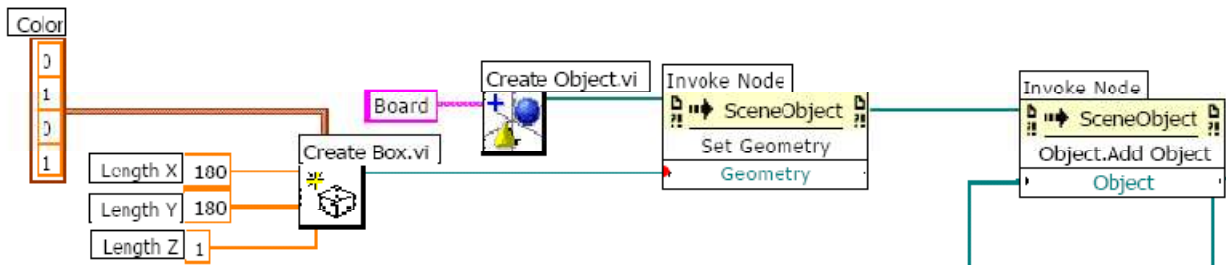 Color
0
1
0
1
Length X 180
Length Y 180
Length Z 1
Create Box.vi
Board
Create Object.vi
Invoke Node
SceneObject
Set Geometry
Geometry
Invoke Node
SceneObject
Object.Add Object
Object